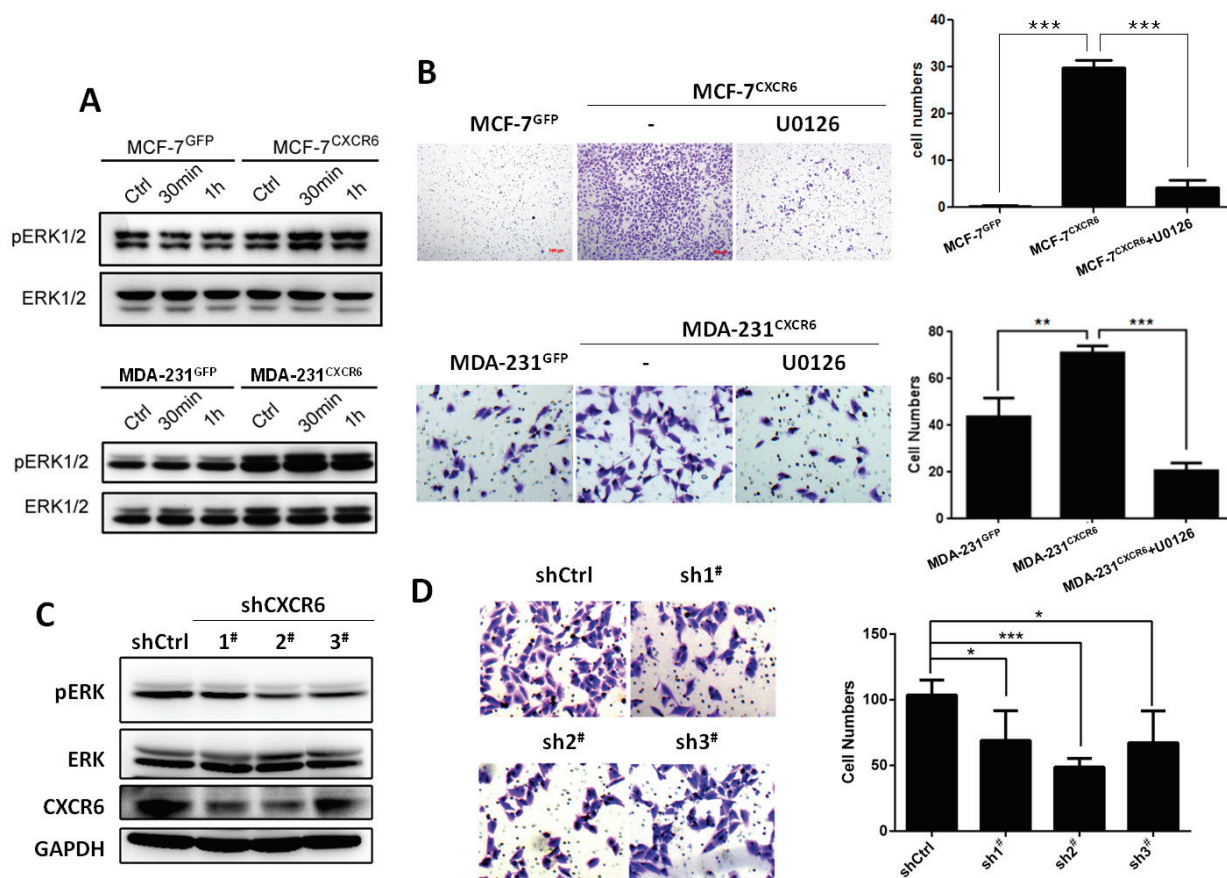 A
MCF-7GFP MCF-7CXCR6
Ctrl 30min 1h Ctrl 30min 1h
pERK1/2
ERK1/2
MDA-231GFP MDA-231CXCR6
Ctrl 30min 1h Ctrl 30min 1h
pERK1/2
ERK1/2
B
MCF-7CXCR6
MCF-7GFP - U0126
*** ***
cell numbers
40
30
20
10
0
MCF-7GFP MCF-7CXCR6 MCF-7CXCR6+U0126
MDA-231CXCR6
MDA-231GFP - U0126
** ***
Cell Numbers
80
60
40
20
0
MDA-231GFP MDA-231CXCR6 MDA-231CXCR6+U0126
C
shCXCR6
shCtrl 1# 2# 3#
pERK
ERK
CXCR6
GAPDH
D
shCtrl sh1#
sh2# sh3#
*
***
*
Cell Numbers
150
100
50
0
shCtrl sh1# sh2# sh3#